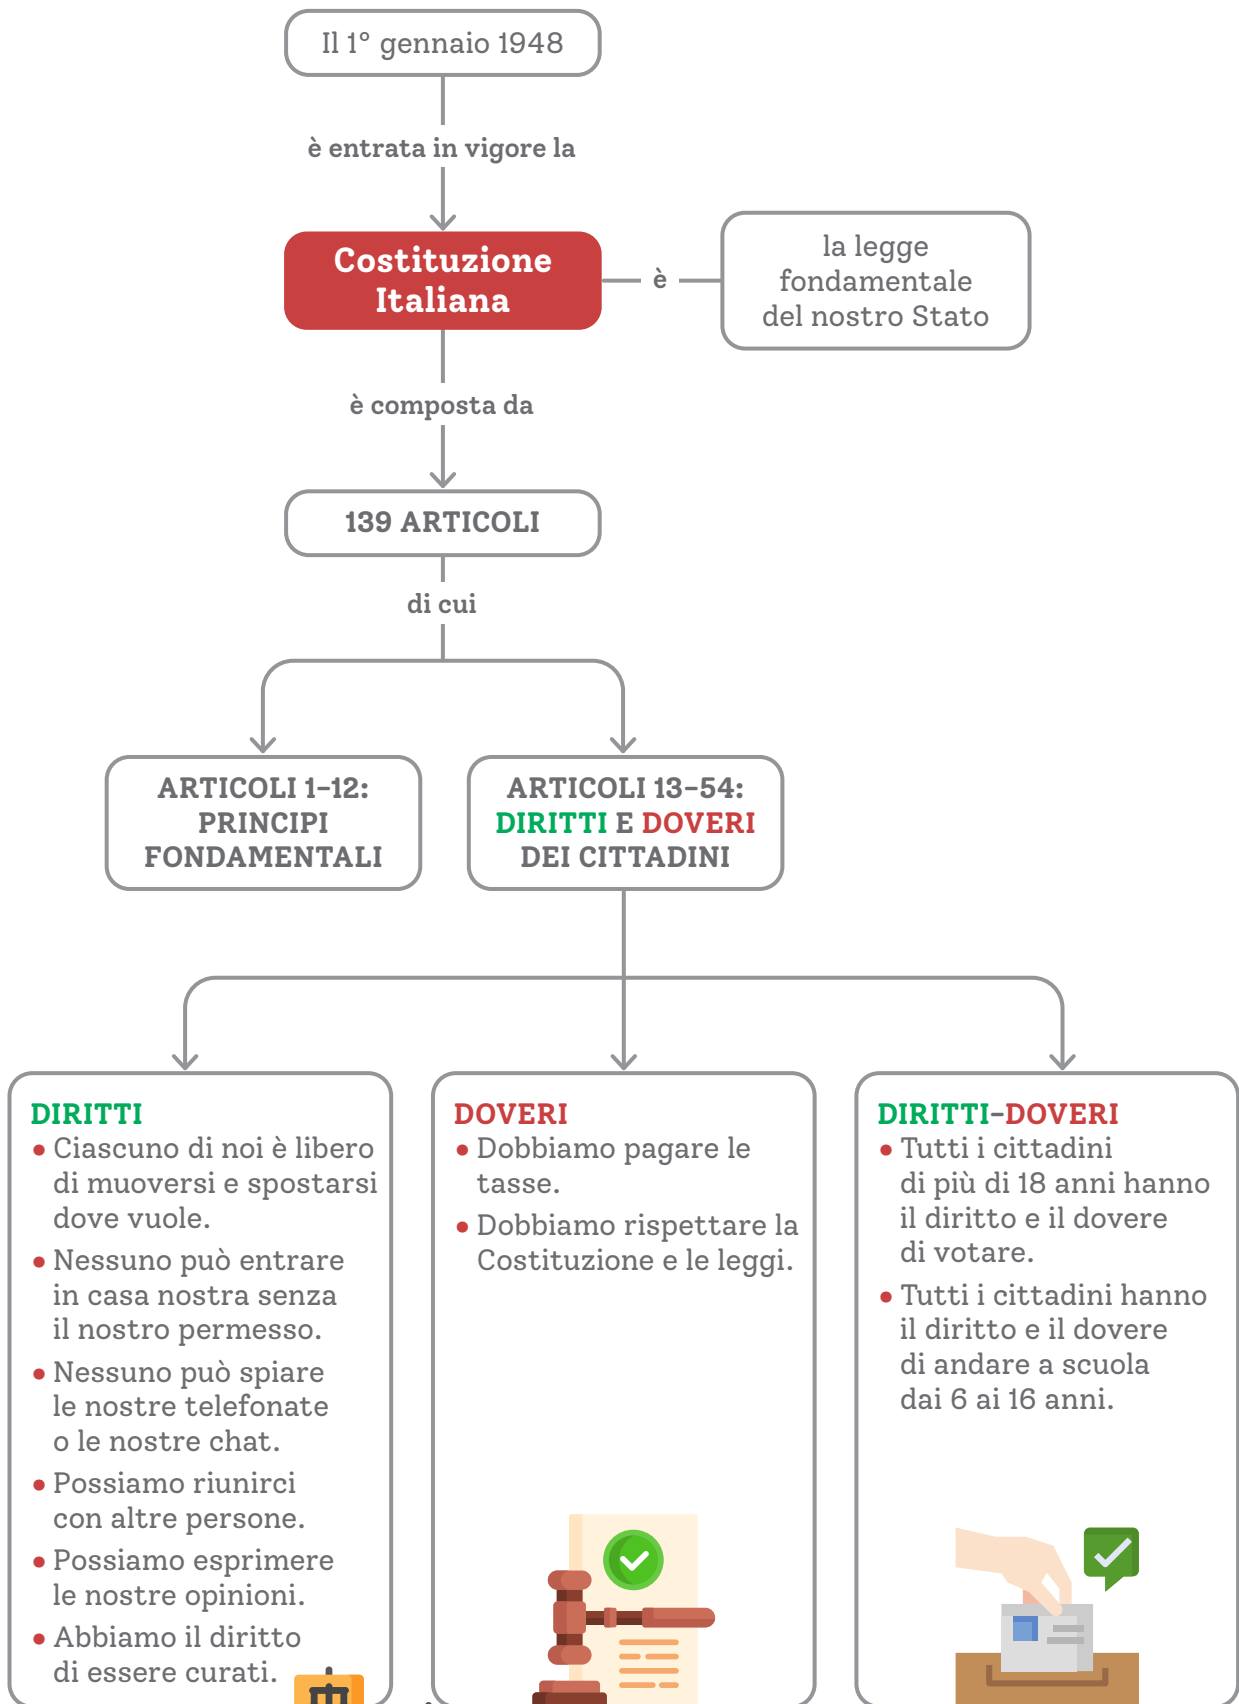 Il 1° gennaio 1948
è entrata in vigore la
Costituzione
Italiana
è
la legge
fondamentale
del nostro Stato
è composta da
139 ARTICOLI
di cui
ARTICOLI 1-12:
PRINCIPI
FONDAMENTALI
ARTICOLI 13-54:
DIRITTI E DOVERI
DEI CITTADINI
DIRITTI
• Ciascuno di noi è libero
di muoversi e spostarsi
dove vuole.
• Nessuno può entrare
in casa nostra senza
il nostro permesso.
• Nessuno può spiare
le nostre telefonate
o le nostre chat.
• Possiamo riunirci
con altre persone.
• Possiamo esprimere
le nostre opinioni.
• Abbiamo il diritto
di essere curati.
DOVERI
• Dobbiamo pagare le
tasse.
• Dobbiamo rispettare la
Costituzione e le leggi.
DIRITTI-DOVERI
• Tutti i cittadini
di più di 18 anni hanno
il diritto e il dovere
di votare.
• Tutti i cittadini hanno
il diritto e il dovere
di andare a scuola
dai 6 ai 16 anni.